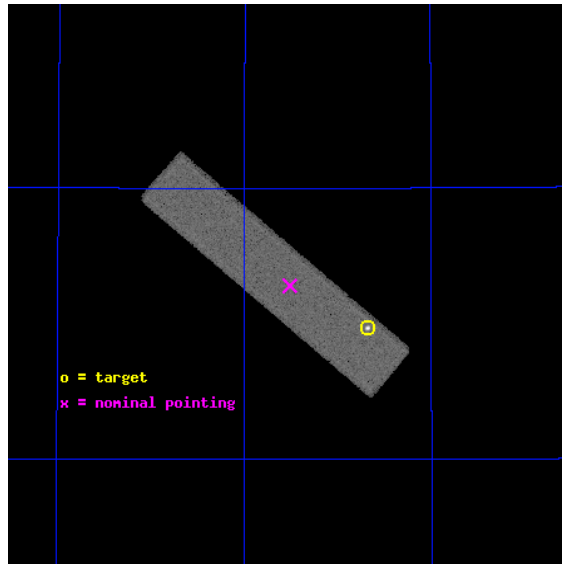 o = target
x = nominal pointing